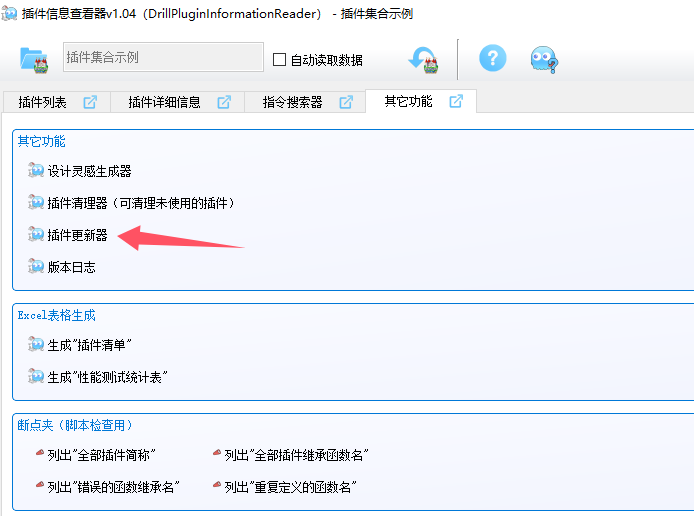 插件信息查看器v1.04（DrillPluginInformationReader） - 插件集合示例
插件集合示例 自动读取数据
插件列表 插件详细信息 指令搜索器 其它功能
其它功能
设计灵感生成器
插件清理器（可清理未使用的插件）
插件更新器
版本日志
Excel表格生成
生成"插件清单"
生成"性能测试统计表"
断点夹（脚本检查用）
列出"全部插件简称" 列出"全部插件继承函数名"
列出"错误的函数继承名" 列出"重复定义的函数名"